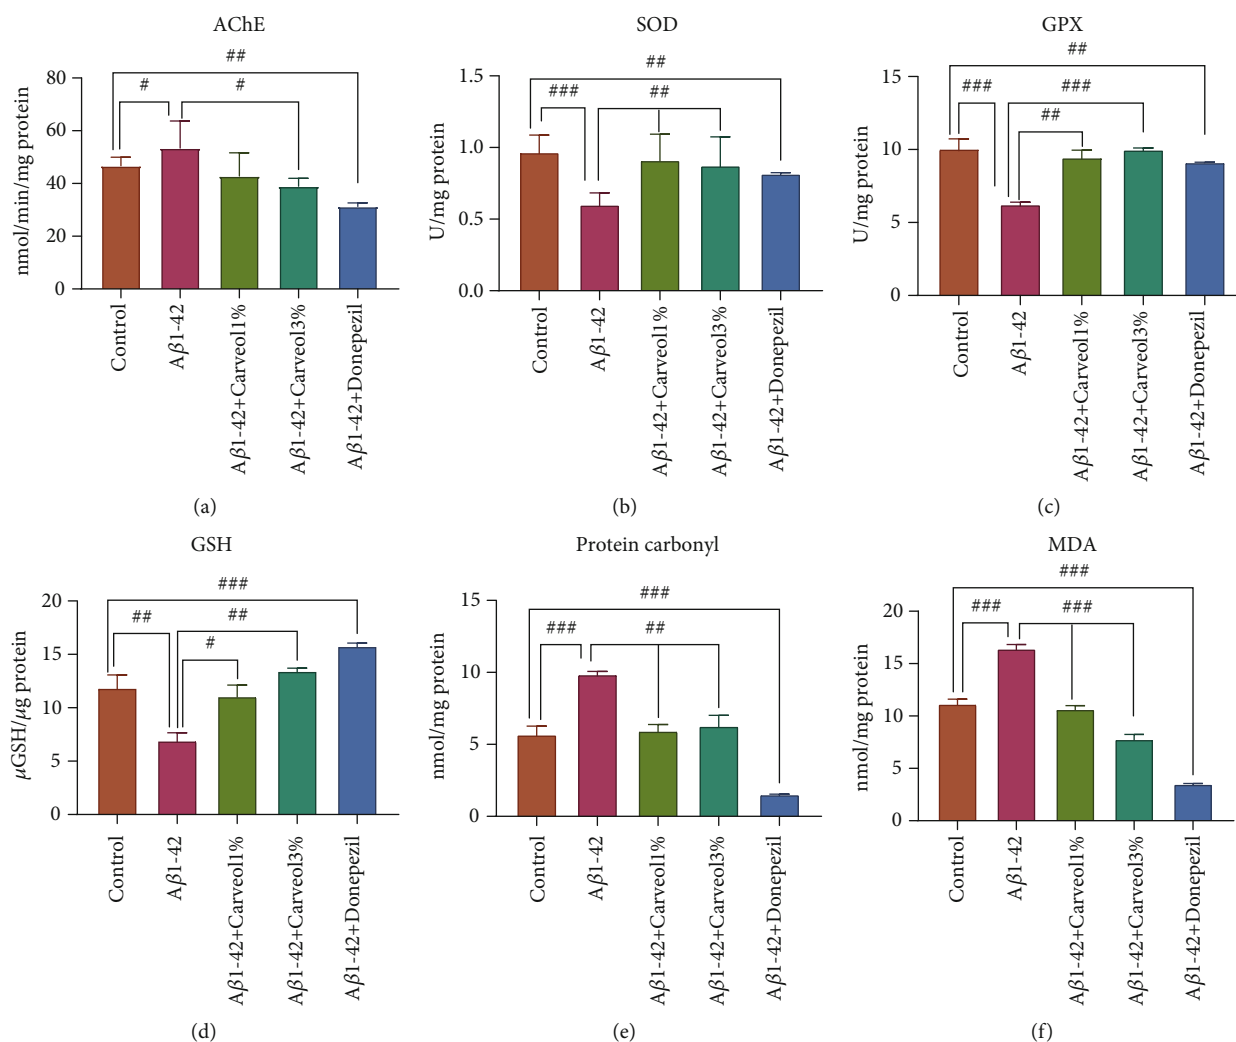 AChE
##
#
#
80
60
40
20
0
nmol/min/mg protein
Control
Aβ1-42
Aβ1-42+Carveol1%
Aβ1-42+Carveol3%
Aβ1-42+Donepezil
(a)
SOD
##
###
##
1.5
1.0
0.5
0.0
U/mg protein
Control
Aβ1-42
Aβ1-42+Carveol1%
Aβ1-42+Carveol3%
Aβ1-42+Donepezil
(b)
GPX
##
###
###
##
15
10
5
0
U/mg protein
Control
Aβ1-42
Aβ1-42+Carveol1%
Aβ1-42+Carveol3%
Aβ1-42+Donepezil
(c)
GSH
###
##
##
#
20
15
10
5
0
μGSH/μg protein
Control
Aβ1-42
Aβ1-42+Carveol1%
Aβ1-42+Carveol3%
Aβ1-42+Donepezil
(d)
Protein carbonyl
###
###
##
15
10
5
0
nmol/mg protein
Control
Aβ1-42
Aβ1-42+Carveol1%
Aβ1-42+Carveol3%
Aβ1-42+Donepezil
(e)
MDA
###
###
###
20
15
10
5
0
nmol/mg protein
Control
Aβ1-42
Aβ1-42+Carveol1%
Aβ1-42+Carveol3%
Aβ1-42+Donepezil
(f)